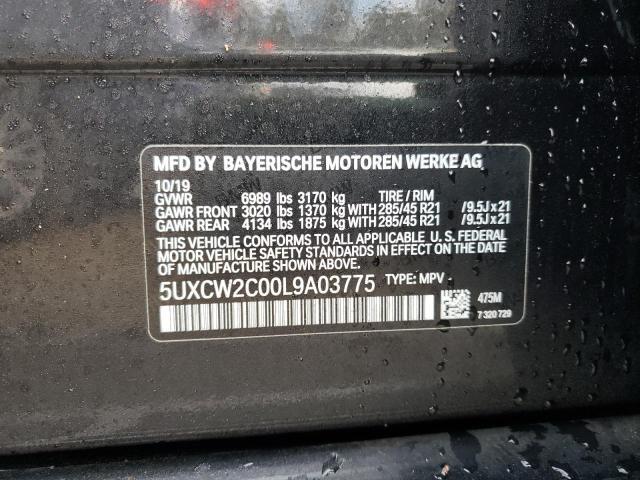 MFD BY BAYERISCHE MOTOREN WERKE AG
10/19
GVWR 6989 lbs 3170 kg TIRE / RIM
GAWR FRONT 3020 lbs 1370 kg WITH 285/45 R21 /9.5J x 21
GAWR REAR 4134 lbs 1875 kg WITH 285/45 R21 /9.5J x 21
THIS VEHICLE CONFORMS TO ALL APPLICABLE U. S. FEDERAL
MOTOR VEHICLE SAFETY STANDARDS IN EFFECT ON THE DATE
OF MANUFACTURE SHOWN ABOVE.
5UXCW2C00L9A03775 TYPE: MPV
475M
7 320 729